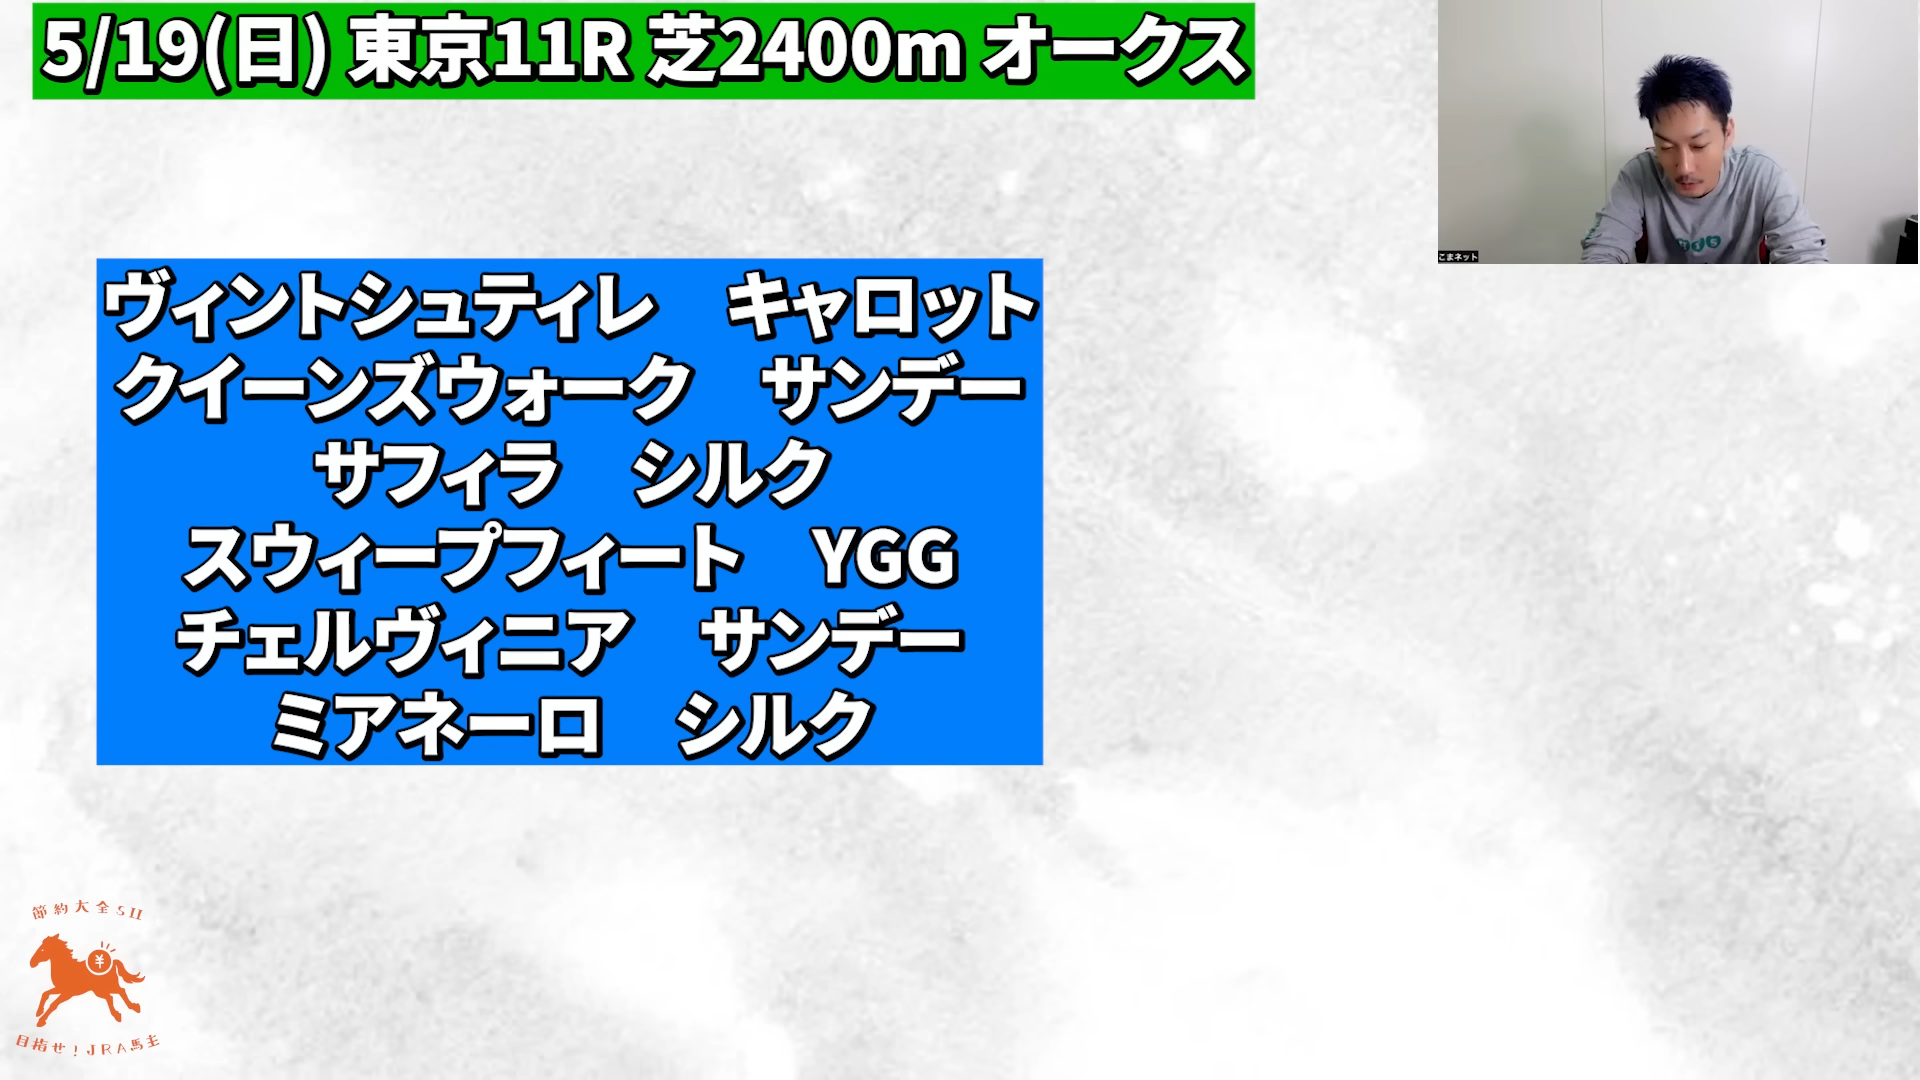 5/19(日) 東京11R 芝2400m オークス
こまネット
ヴィントシュティレ　キャロット
クイーンズウォーク　サンデー
サフィラ　シルク
スウィープフィート　YGG
チェルヴィニア　サンデー
ミアネーロ　シルク
節約大全SII
¥
目指せ！JRA馬主